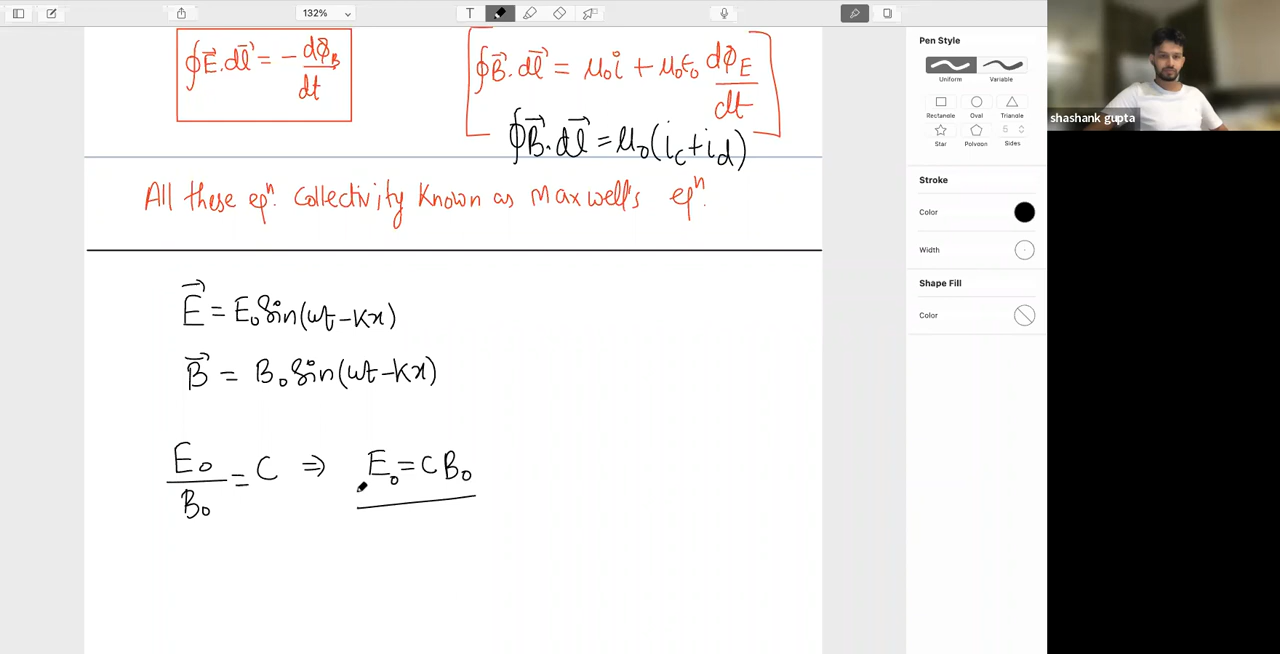 132%
T
∮E⃗.dl⃗ = - dΦB/dt
∮B⃗.dl⃗ = μ0i + μ0ε0 dΦE/dt
∮B⃗.dl⃗ = μ0(ic+id)
All these eqn. Collectivity Known as Maxwell's eqn.
E⃗ = E0 Sin(ωt-Kx)
B⃗ = B0 Sin(ωt-Kx)
E0/B0 = C ⇒ E0 = CB0
Pen Style
Uniform Variable
Rectangle Oval Triangle
5
Star Polygon Sides
Stroke
Color
Width
Shape Fill
Color
shashank gupta